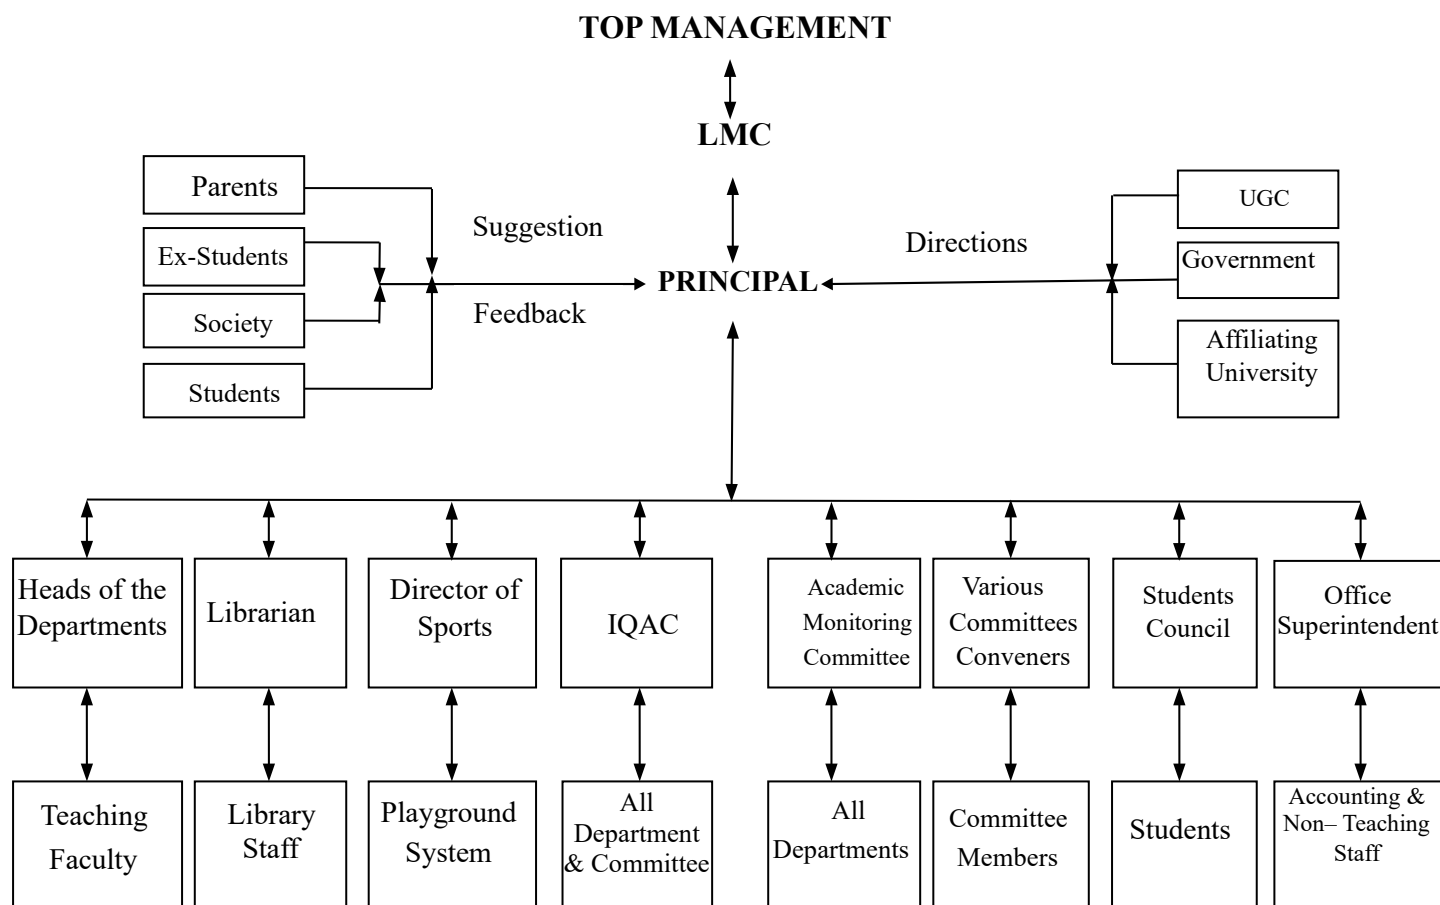 TOP MANAGEMENT
LMC
Parents
Ex-Students
Society
Students
Suggestion
Feedback
PRINCIPAL
Directions
UGC
Government
Affiliating
University
Heads of the
Departments
Librarian
Director of
Sports
IQAC
Academic
Monitoring
Committee
Various
Committees
Conveners
Students
Council
Office
Superintendent
Teaching
Faculty
Library
Staff
Playground
System
All
Department
& Committee
All
Departments
Committee
Members
Students
Accounting &
Non– Teaching
Staff